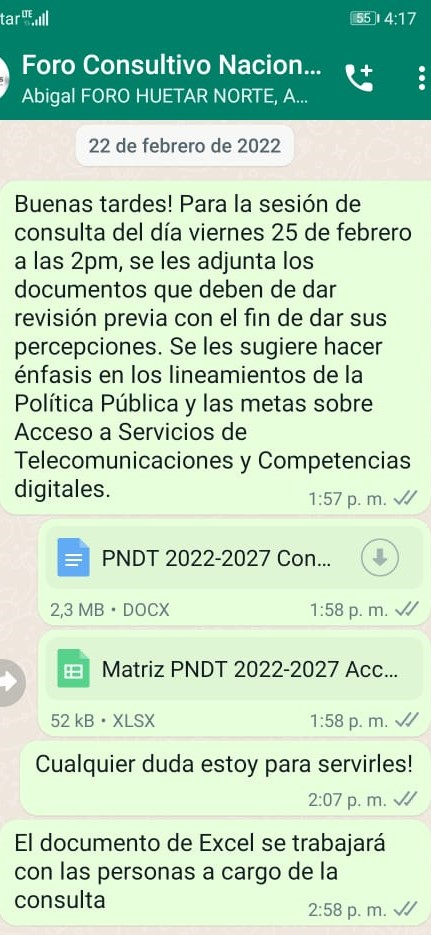 tar LTE 55 4:17
Foro Consultivo Nacion...
Abigal FORO HUETAR NORTE, A...
22 de febrero de 2022
Buenas tardes! Para la sesión de
consulta del día viernes 25 de febrero
a las 2pm, se les adjunta los
documentos que deben de dar
revisión previa con el fin de dar sus
percepciones. Se les sugiere hacer
énfasis en los lineamientos de la
Política Pública y las metas sobre
Acceso a Servicios de
Telecomunicaciones y Competencias
digitales.
1:57 p. m.
PNDT 2022-2027 Con...
2,3 MB • DOCX 1:58 p. m.
Matriz PNDT 2022-2027 Acc...
52 kB • XLSX 1:58 p. m.
Cualquier duda estoy para servirles!
2:07 p. m.
El documento de Excel se trabajará
con las personas a cargo de la
consulta
2:58 p. m.